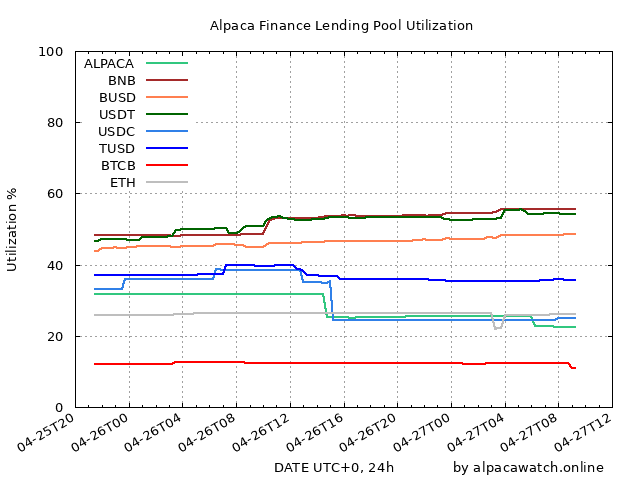 Alpaca Finance Lending Pool Utilization
100
80
60
40
20
0
Utilization %
ALPACA
BNB
BUSD
USDT
USDC
TUSD
BTCB
ETH
04-25T20
04-26T00
04-26T04
04-26T08
04-26T12
04-26T16
04-26T20
04-27T00
04-27T04
04-27T08
04-27T12
DATE UTC+0, 24h
by alpacawatch.online